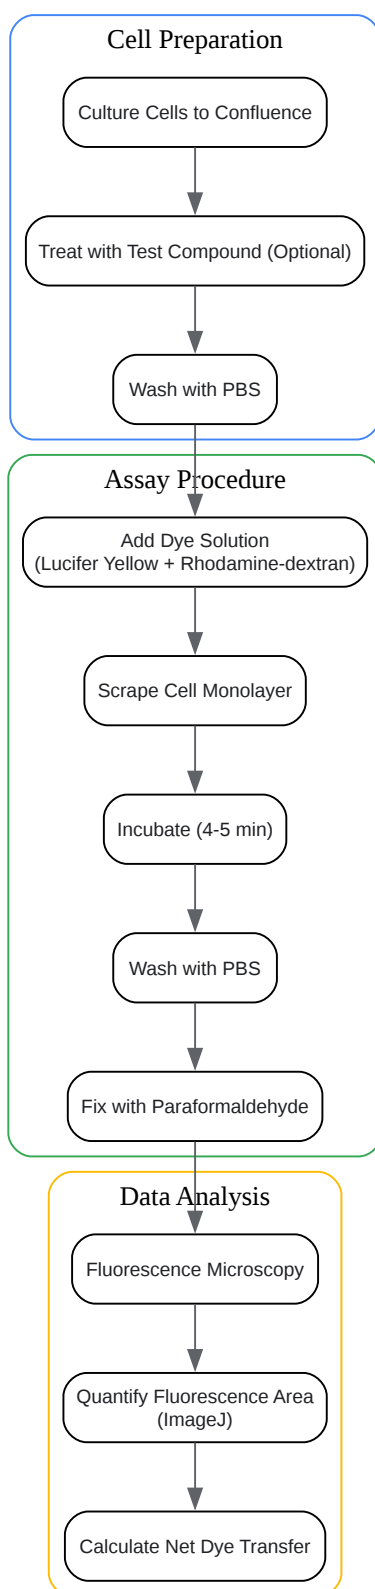 Cell Preparation
Culture Cells to Confluence
Treat with Test Compound (Optional)
Wash with PBS
Assay Procedure
Add Dye Solution
(Lucifer Yellow + Rhodamine-dextran)
Scrape Cell Monolayer
Incubate (4-5 min)
Wash with PBS
Fix with Paraformaldehyde
Data Analysis
Fluorescence Microscopy
Quantify Fluorescence Area
(ImageJ)
Calculate Net Dye Transfer